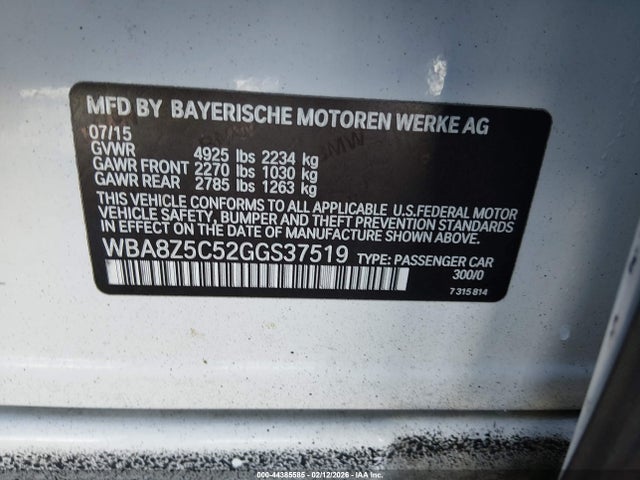 MFD BY BAYERISCHE MOTOREN WERKE AG
07/15
GVWR 4925 lbs 2234 kg
GAWR FRONT 2270 lbs 1030 kg
GAWR REAR 2785 lbs 1263 kg
THIS VEHICLE CONFORMS TO ALL APPLICABLE U.S. FEDERAL MOTOR
VEHICLE SAFETY, BUMPER AND THEFT PREVENTION STANDARDS
IN EFFECT ON THE DATE OF MANUFACTURE SHOWN ABOVE.
WBA8Z5C52GGS37519 TYPE: PASSENGER CAR
300/0
7 315 814
000-44385585 - 02/12/2026 - IAA Inc.